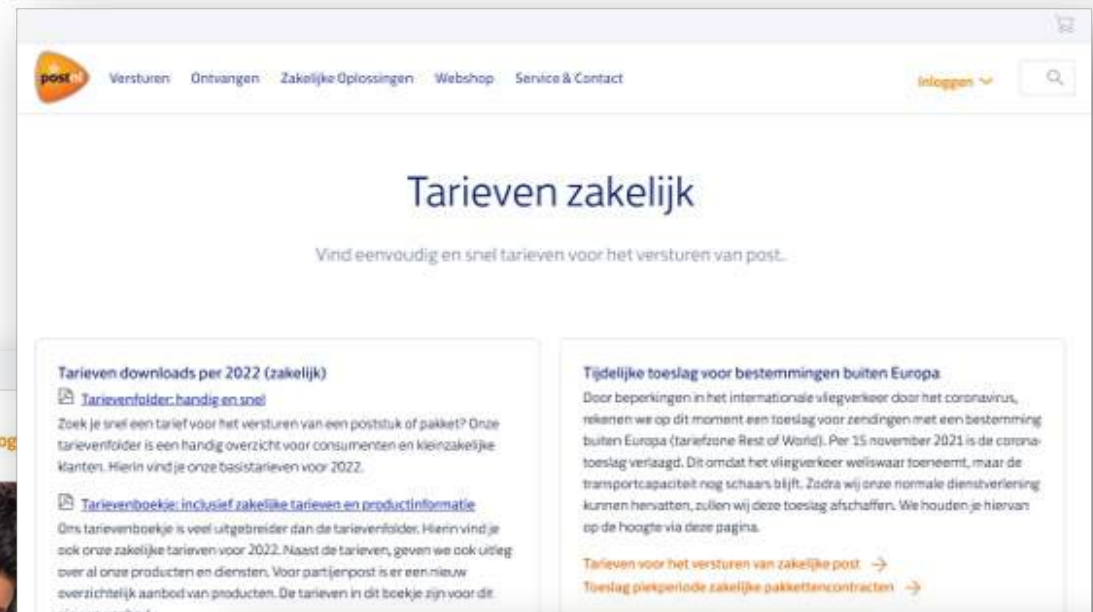 post nl
Versturen Ontvangen Zakelijke Oplossingen Webshop Service & Contact
Inloggen
Tarieven zakelijk
Vind eenvoudig en snel tarieven voor het versturen van post.
Tarieven downloads per 2022 (zakelijk)
Tarievenfolder: handig en snel
Zoek je snel een tarief voor het versturen van een poststuk of pakket? Onze
tarievenfolder is een handig overzicht voor consumenten en kleinzakelijke
klanten. Hierin vind je onze basistarieven voor 2022.
Tarievenboekje: inclusief zakelijke tarieven en productinformatie
Ons tarievenboekje is veel uitgebreider dan de tarievenfolder. Hierin vind je
ook onze zakelijke tarieven voor 2022. Naast de tarieven, geven we ook uitleg
over al onze producten en diensten. Voor partijenpost is er een nieuw
overzichtelijk aanbod van producten. De tarieven in dit boekje zijn voor dit
Tijdelijke toeslag voor bestemmingen buiten Europa
Door beperkingen in het internationale vliegverkeer door het coronavirus,
rekenen we op dit moment een toeslag voor zendingen met een bestemming
buiten Europa (tariefzone Rest of World). Per 15 november 2021 is de corona-
toeslag verlaagd. Dit omdat het vliegverkeer weliswaar toeneemt, maar de
transportcapaciteit nog schaars blijft. Zodra wij onze normale dienstverlening
kunnen hervatten, zullen wij deze toeslag afschaffen. We houden je hiervan
op de hoogte via deze pagina.
Tarieven voor het versturen van zakelijke post
Toeslag piekperiode zakelijke pakkettencontracten